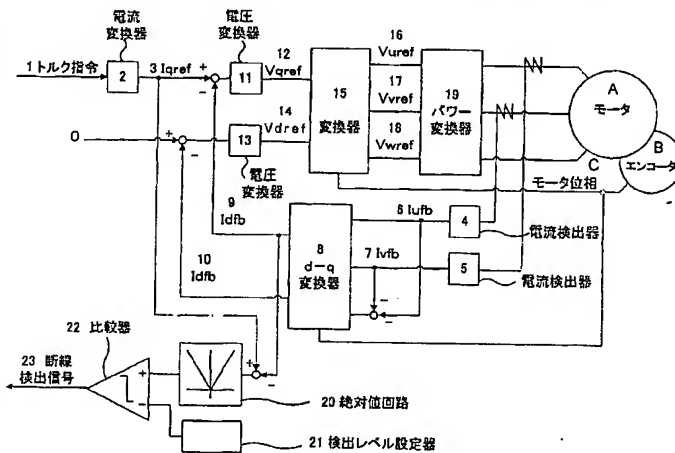 電流
変換器
電圧
変換器
1トルク指令
2
3 Iqref
+
-
11
12
Vqref
16
Vuref
17
Vvref
18
Vwref
15
変換器
19
パワー
変換器
A
モータ
B
エンコータ
C
モータ位相
0
+
-
13
14
Vdref
電圧
変換器
9
Idfb
10
Idfb
8
d-q
変換器
6 Iufb
4
電流検出器
7 Ivfb
5
電流検出器
-
-
22 比較器
23 断線
検出信号
+
-
+
-
20 絶対値回路
21 検出レベル設定器